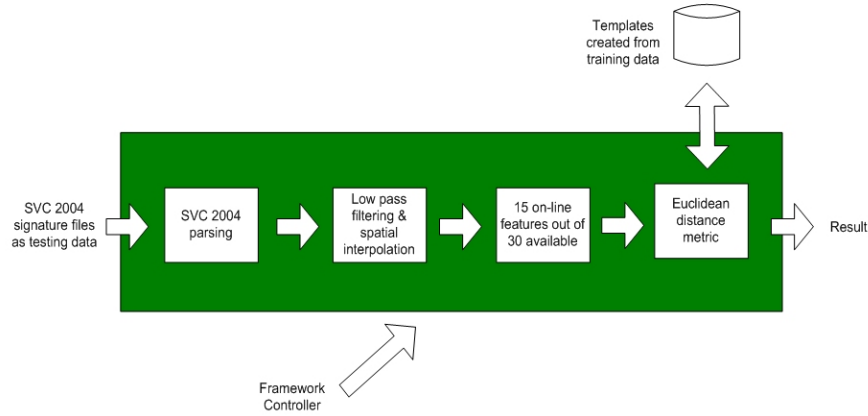 Templates
created from
training data
SVC 2004
signature files
as testing data
SVC 2004
parsing
Low pass
filtering &
spatial
interpolation
15 on-line
features out of
30 available
Euclidean
distance
metric
Result
Framework
Controller